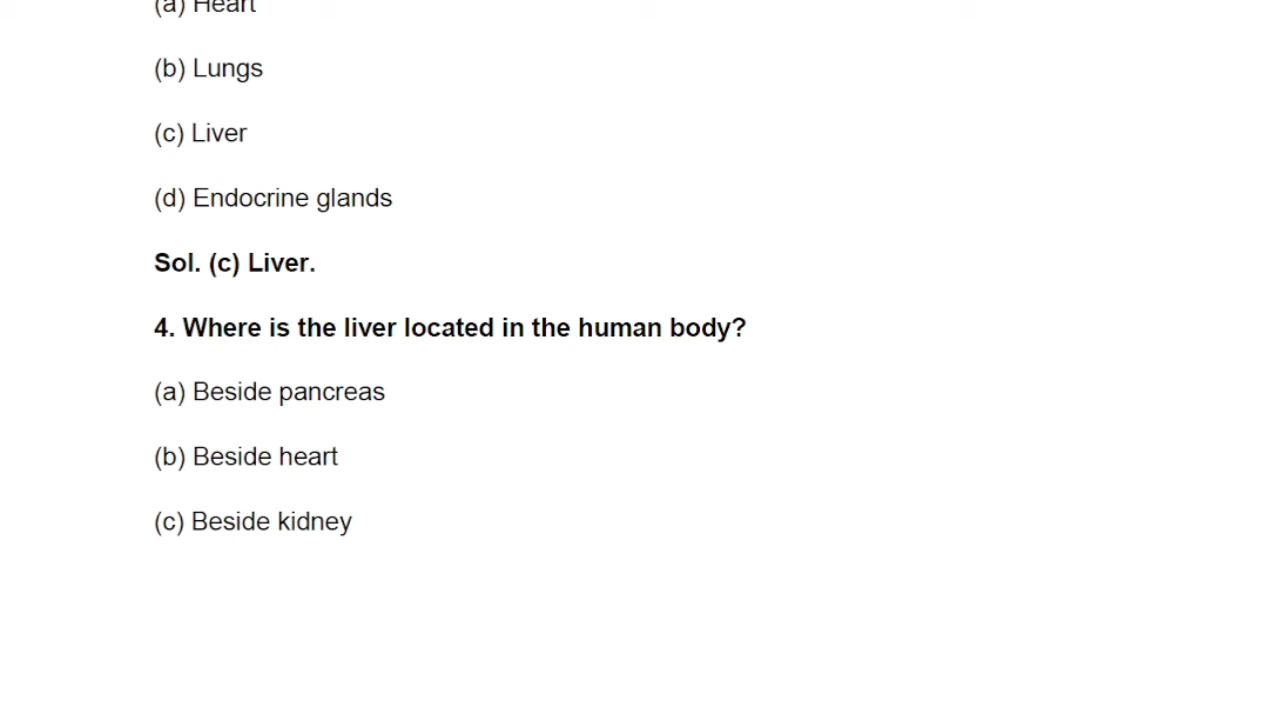 (a) Heart
(b) Lungs
(c) Liver
(d) Endocrine glands
Sol. (c) Liver.
4. Where is the liver located in the human body?
(a) Beside pancreas
(b) Beside heart
(c) Beside kidney